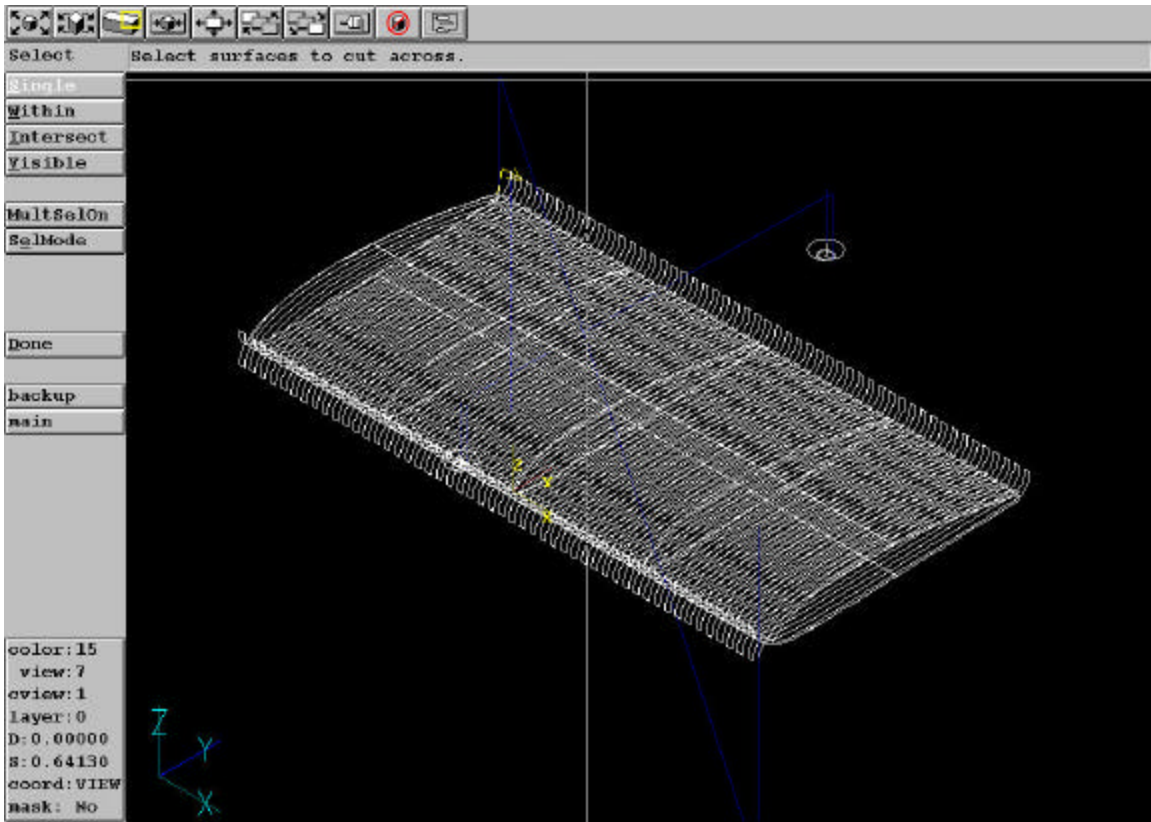 Select Select surfaces to cut across.
Single
Within
Intersect
Visible
MultSelOn
SelMode
Done
backup
main
Z
Y
X
color:15
view:7
cview:1
layer:0
D:0.00000
S:0.64130
coord:VIEW
mask: No
Z
Y
X